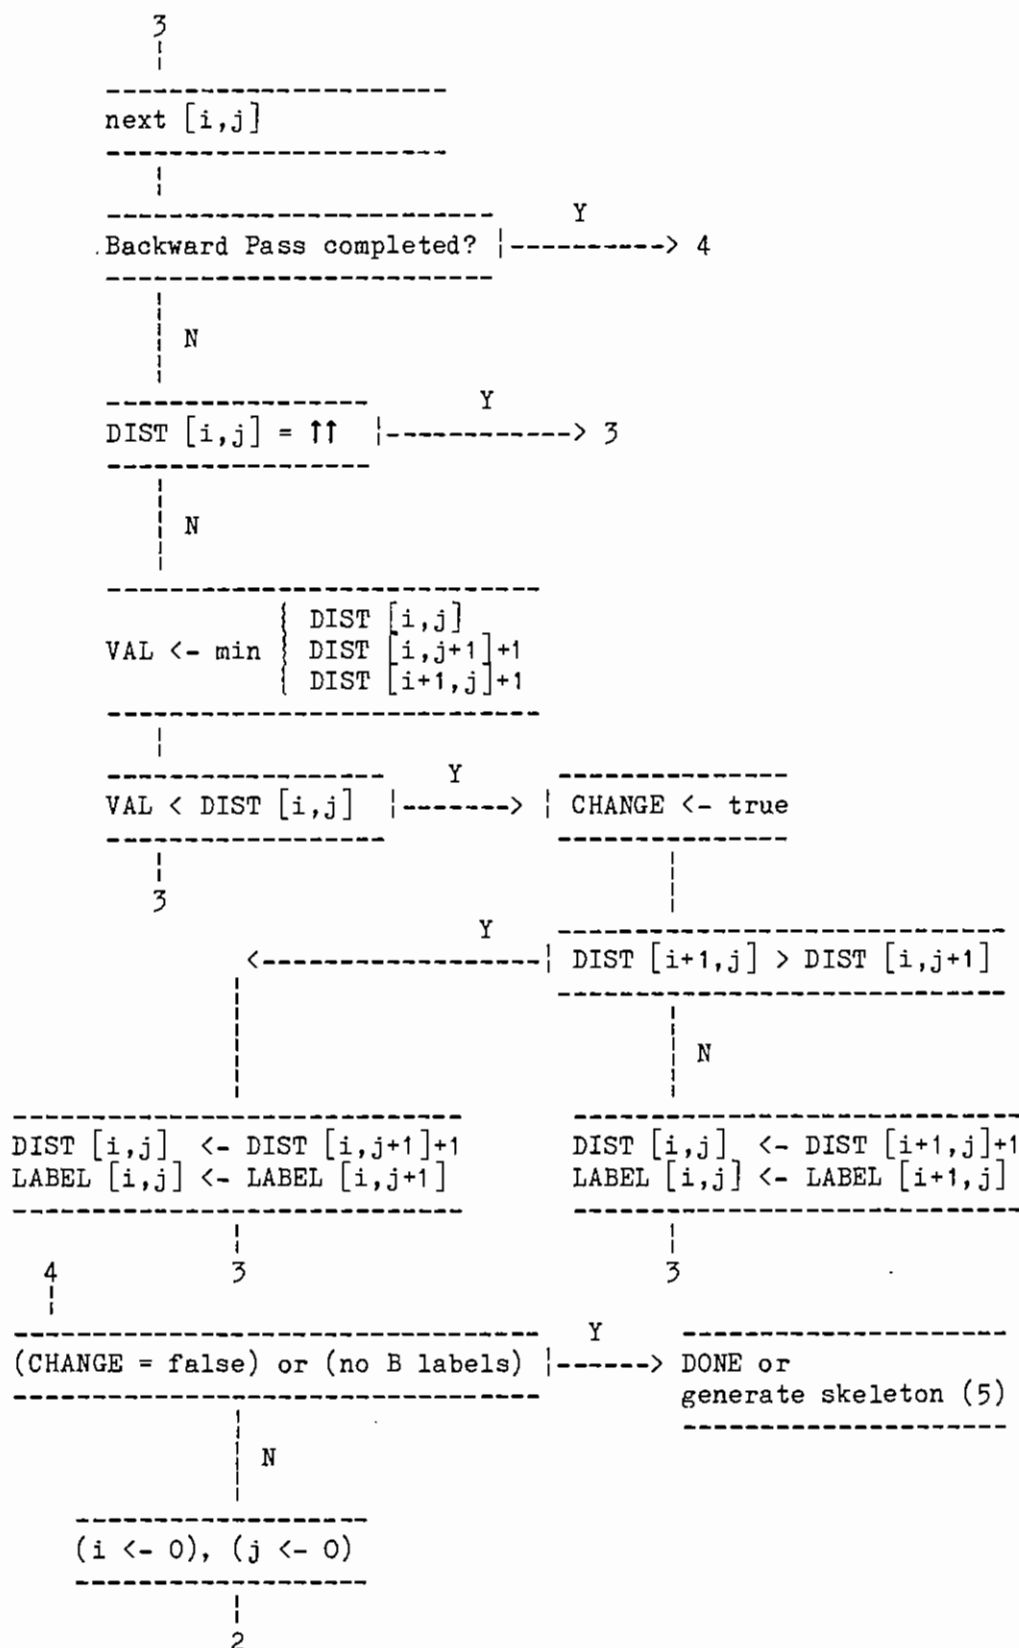 3
next [i,j]
Y
Backward Pass completed? |----------> 4
N
Y
DIST [i,j] = ↑↑ |------------> 3
N
DIST [i,j]
VAL <- min { DIST [i,j+1]+1
DIST [i+1,j]+1
Y
VAL < DIST [i,j] |-------> | CHANGE <- true
3
Y
<-----------------| DIST [i+1,j] > DIST [i,j+1]
N
DIST [i,j] <- DIST [i,j+1]+1 DIST [i,j] <- DIST [i+1,j]+1
LABEL [i,j] <- LABEL [i,j+1] LABEL [i,j] <- LABEL [i+1,j]
4 3 3
Y
(CHANGE = false) or (no B labels) |------> DONE or
generate skeleton (5)
N
(i <- 0), (j <- 0)
2